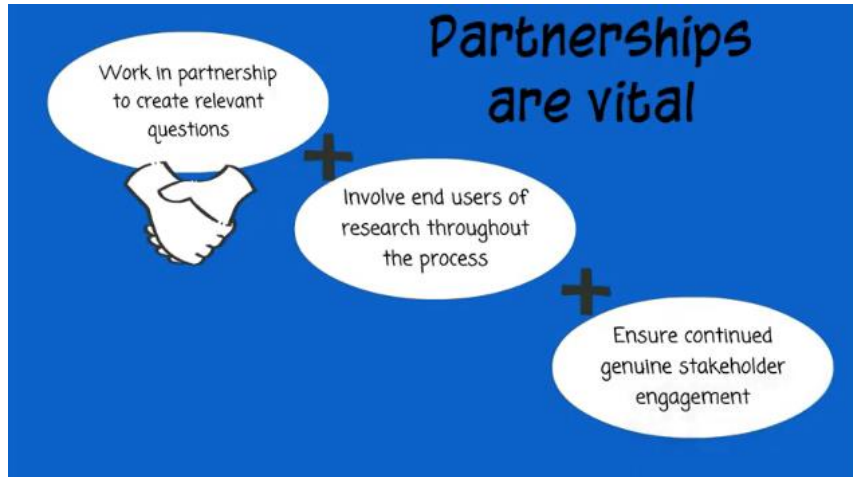 Partnerships
are vital
Work in partnership
to create relevant
questions
+
Involve end users of
research throughout
the process
+
Ensure continued
genuine stakeholder
engagement